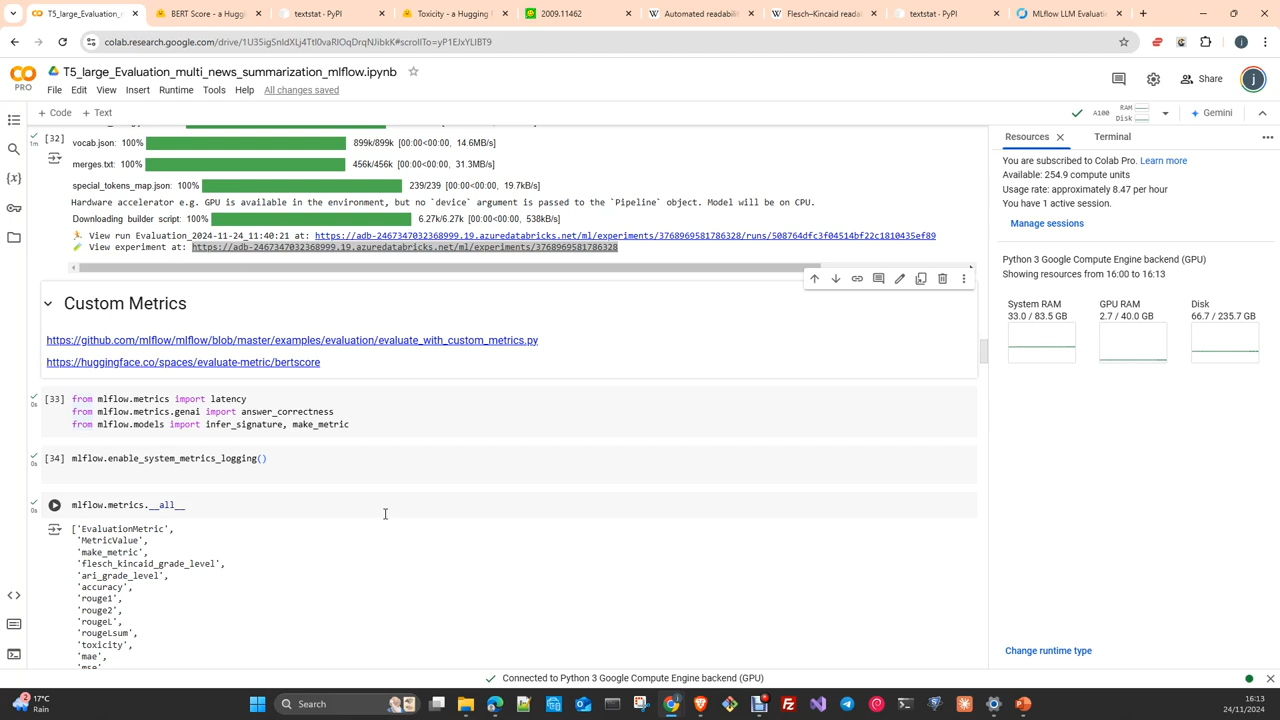 T5_large_Evaluation_
BERT Score - a Hugg
textstat · PyPI
Toxicity - a Hugging F
2009.11462
Automated readabili
Flesch–Kincaid reada
textstat · PyPI
MLflow LLM Evaluati
colab.research.google.com/drive/1U35igSnIdXLj4TtI0vaRIOqDrqNJibkK#scrollTo=yP1EJxYLIBT9
CO
PRO
T5_large_Evaluation_multi_news_summarization_mlflow.ipynb
File Edit View Insert Runtime Tools Help All changes saved
Share
j
+ Code + Text
A100
RAM
Disk
Gemini
[32]
1m
vocab.json: 100% 899k/899k [00:00<00:00, 14.6MB/s]
merges.txt: 100% 456k/456k [00:00<00:00, 31.3MB/s]
special_tokens_map.json: 100% 239/239 [00:00<00:00, 19.7kB/s]
Hardware accelerator e.g. GPU is available in the environment, but no `device` argument is passed to the `Pipeline` object. Model will be on CPU.
Downloading builder script: 100% 6.27k/6.27k [00:00<00:00, 538kB/s]
View run Evaluation_2024-11-24_11:40:21 at: https://adb-2467347032368999.19.azuredatabricks.net/ml/experiments/3768969581786328/runs/508764dfc3f04514bf22c1810435ef89
View experiment at: https://adb-2467347032368999.19.azuredatabricks.net/ml/experiments/3768969581786328
Custom Metrics
https://github.com/mlflow/mlflow/blob/master/examples/evaluation/evaluate_with_custom_metrics.py
https://huggingface.co/spaces/evaluate-metric/bertscore
[33] from mlflow.metrics import latency
0s
from mlflow.metrics.genai import answer_correctness
from mlflow.models import infer_signature, make_metric
[34] mlflow.enable_system_metrics_logging()
0s
mlflow.metrics.__all__
0s
['EvaluationMetric',
'MetricValue',
'make_metric',
'flesch_kincaid_grade_level',
'ari_grade_level',
'accuracy',
'rouge1',
'rouge2',
'rougeL',
'rougeLsum',
'toxicity',
'mae',
'mse',
Resources
Terminal
You are subscribed to Colab Pro. Learn more
Available: 254.9 compute units
Usage rate: approximately 8.47 per hour
You have 1 active session.
Manage sessions
Python 3 Google Compute Engine backend (GPU)
Showing resources from 16:00 to 16:13
System RAM
33.0 / 83.5 GB
GPU RAM
2.7 / 40.0 GB
Disk
66.7 / 235.7 GB
Change runtime type
Connected to Python 3 Google Compute Engine backend (GPU)
2
17°C
Rain
Search
16:13
24/11/2024